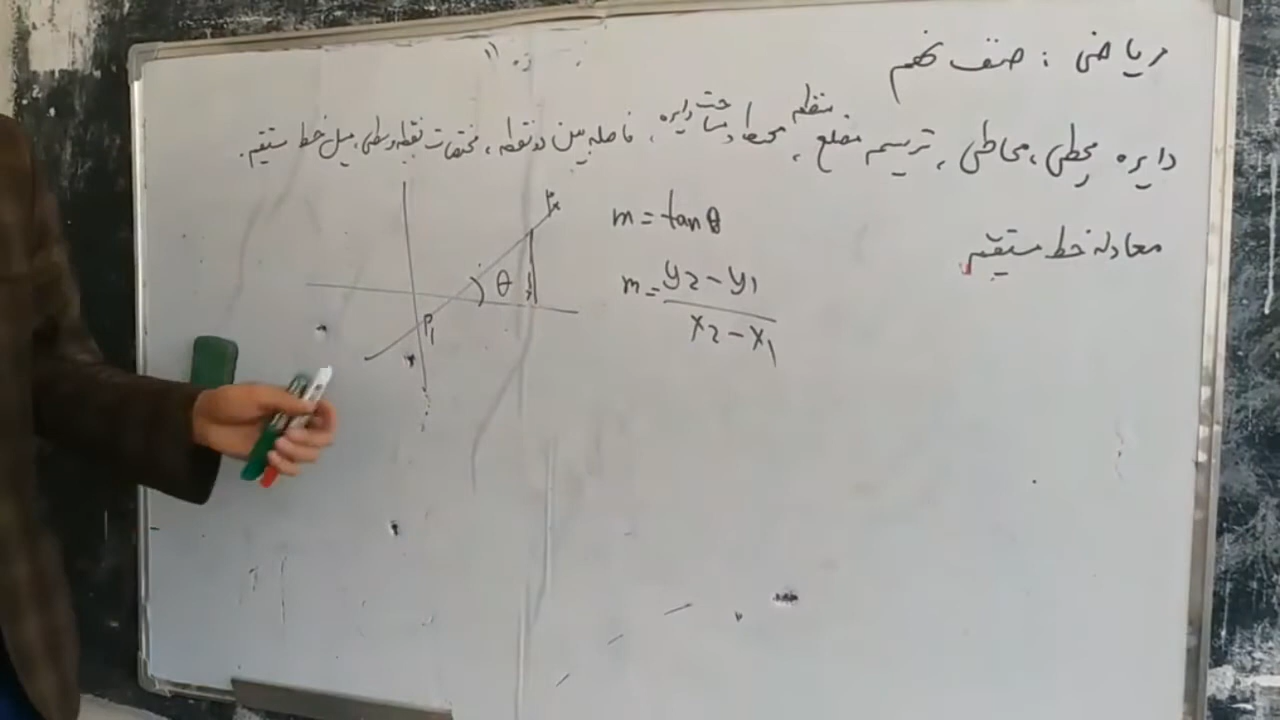 ریاضی : صنف نهم
دایره محیطی، محاطی، ترسیم مضلع منتظم، محیط و مساحت دایره، فاصله بین دو نقطه، مختصات نقطه وسطی، میل خط مستقیم.
معادله خط مستقیم
m = tan θ
m = (y2 - y1) / (x2 - x1)
θ
P1